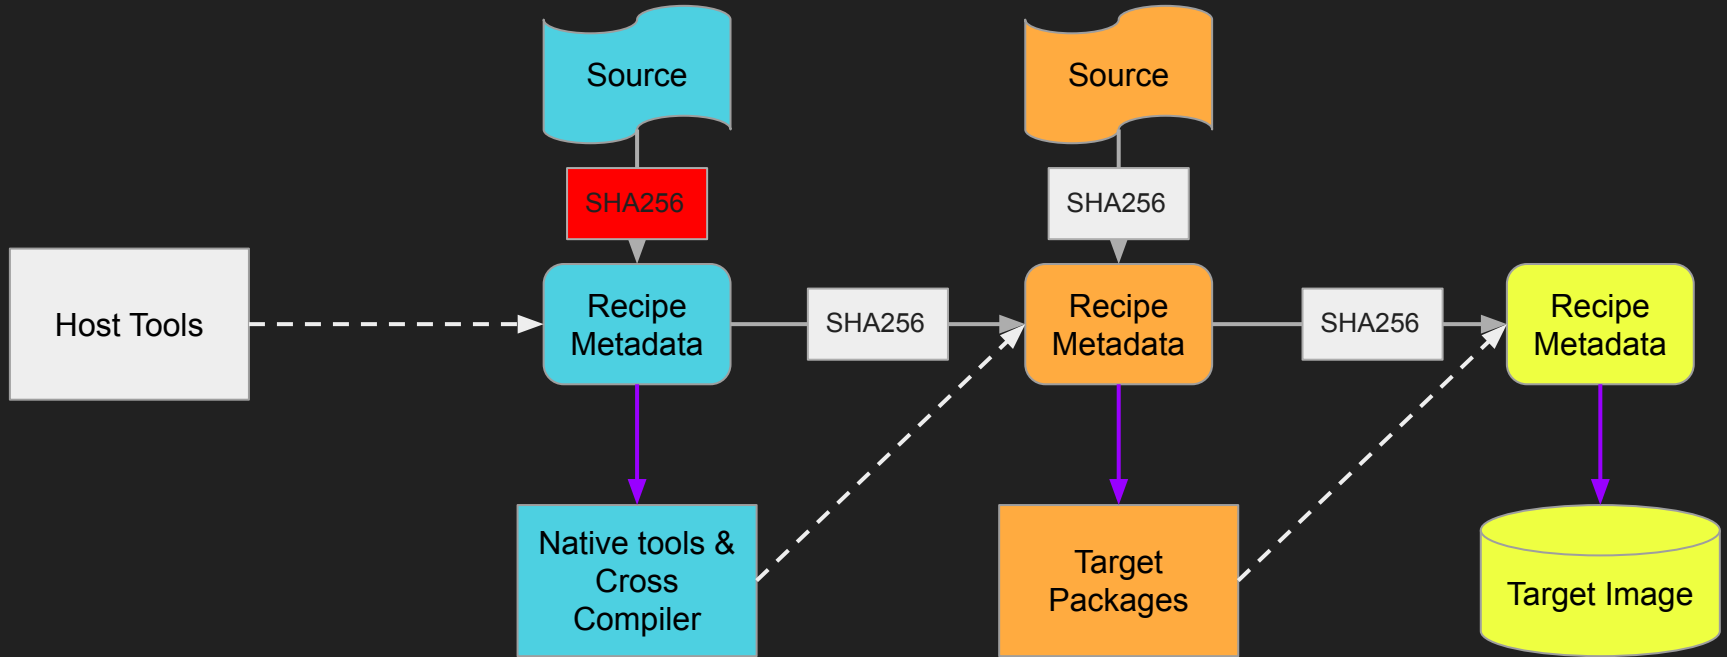 Source
Source
SHA256
SHA256
Host Tools
Recipe
Metadata
SHA256
Recipe
Metadata
SHA256
Recipe
Metadata
Native tools &
Cross
Compiler
Target
Packages
Target Image